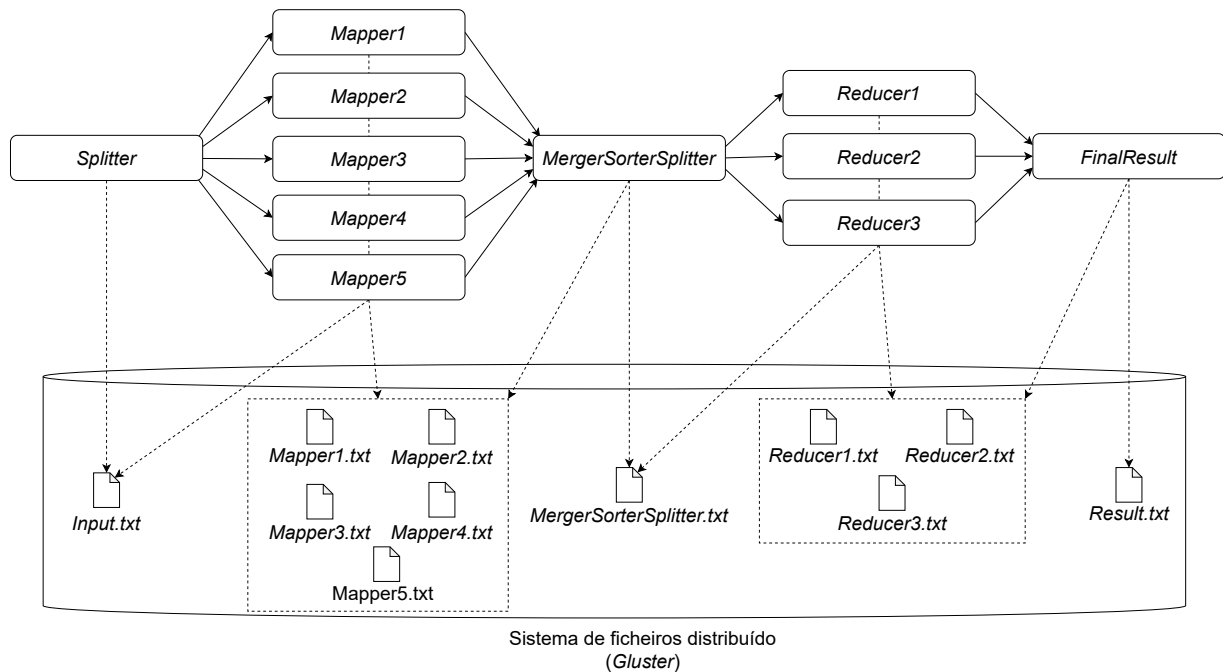 Mapper1
Mapper2
Mapper3
Mapper4
Mapper5
Splitter
MergerSorterSplitter
Reducer1
Reducer2
Reducer3
FinalResult
Input.txt
Mapper1.txt
Mapper2.txt
Mapper3.txt
Mapper4.txt
Mapper5.txt
MergerSorterSplitter.txt
Reducer1.txt
Reducer2.txt
Reducer3.txt
Result.txt
Sistema de ficheiros distribuído
(Gluster)